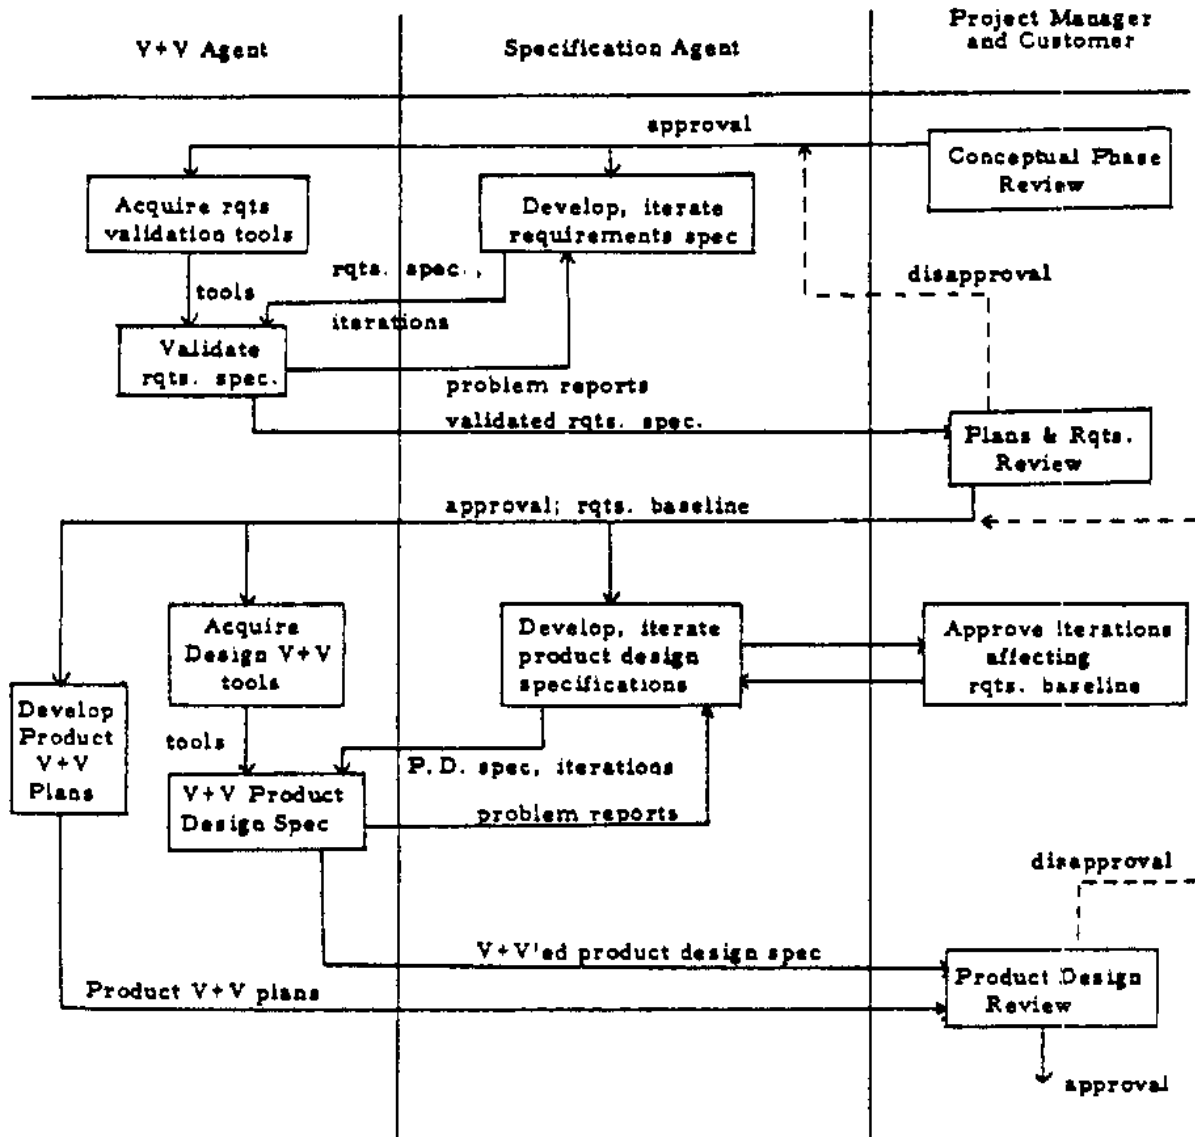 V+V Agent
Specification Agent
Project Manager
and Customer
approval
Conceptual Phase
Review
Acquire rqts
validation tools
Develop, iterate
requirements spec
rqts. spec.,
iterations
disapproval
tools
Validate
rqts. spec.
problem reports
validated rqts. spec.
Plans & Rqts.
Review
approval; rqts. baseline
Acquire
Design V+V
tools
Develop, iterate
product design
specifications
Approve iterations
affecting
rqts. baseline
Develop
Product
V+V
Plans
tools
P.D. spec, iterations
V+V Product
Design Spec
problem reports
disapproval
V+V'ed product design spec
Product V+V plans
Product Design
Review
approval